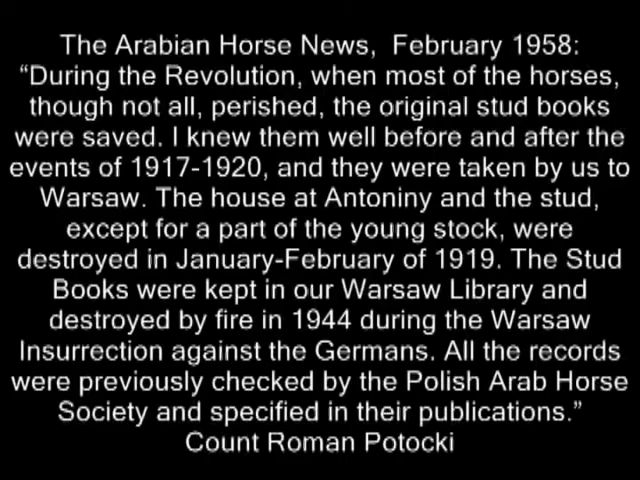 The Arabian Horse News,  February 1958:
“During the Revolution, when most of the horses,
though not all, perished, the original stud books
were saved. I knew them well before and after the
events of 1917-1920, and they were taken by us to
Warsaw. The house at Antoniny and the stud,
except for a part of the young stock, were
destroyed in January-February of 1919. The Stud
Books were kept in our Warsaw Library and
destroyed by fire in 1944 during the Warsaw
Insurrection against the Germans. All the records
were previously checked by the Polish Arab Horse
Society and specified in their publications.”
Count Roman Potocki